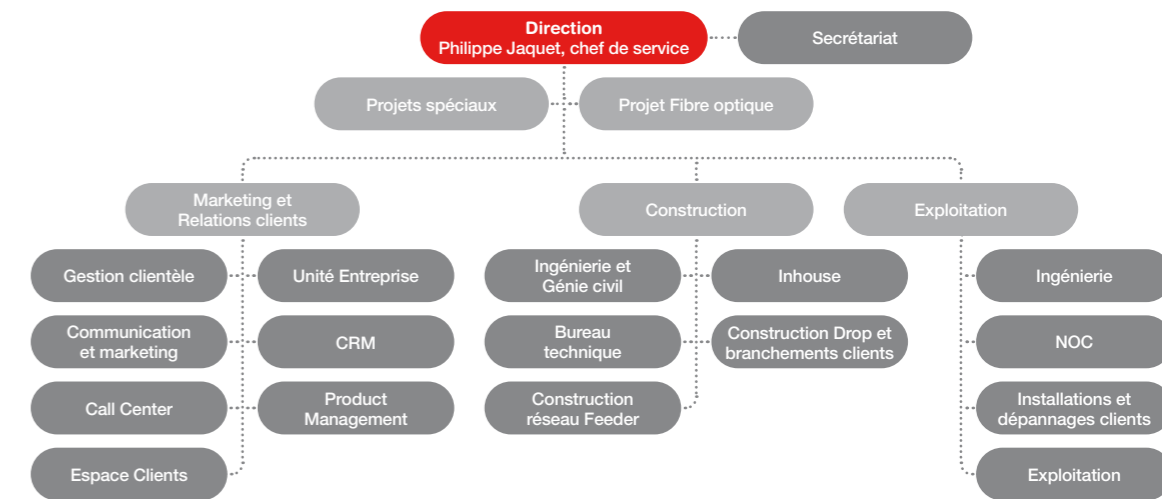 Direction
Philippe Jaquet, chef de service
Secrétariat
Projets spéciaux
Projet Fibre optique
Marketing et
Relations clients
Construction
Exploitation
Gestion clientèle
Unité Entreprise
Ingénierie et
Génie civil
Inhouse
Ingénierie
Communication
et marketing
CRM
Bureau
technique
Construction Drop et
branchements clients
NOC
Call Center
Product
Management
Construction
réseau Feeder
Installations et
dépannages clients
Espace Clients
Exploitation